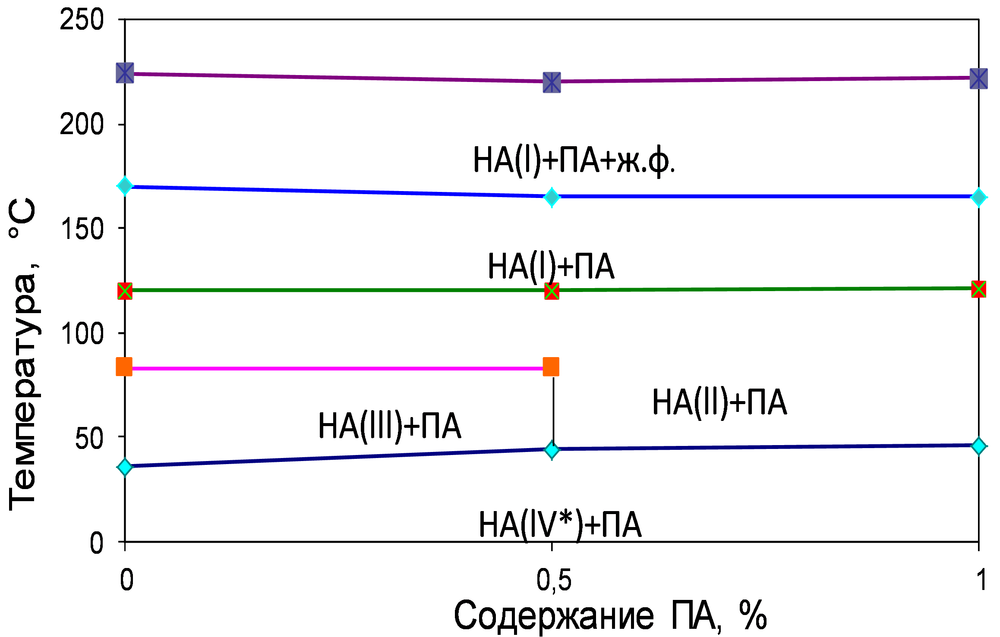 250
200
150
100
50
0
Температура, °С
НА(I)+ПА+ж.ф.
НА(I)+ПА
НА(II)+ПА
НА(III)+ПА
НА(IV*)+ПА
0
0,5
1
Содержание ПА, %